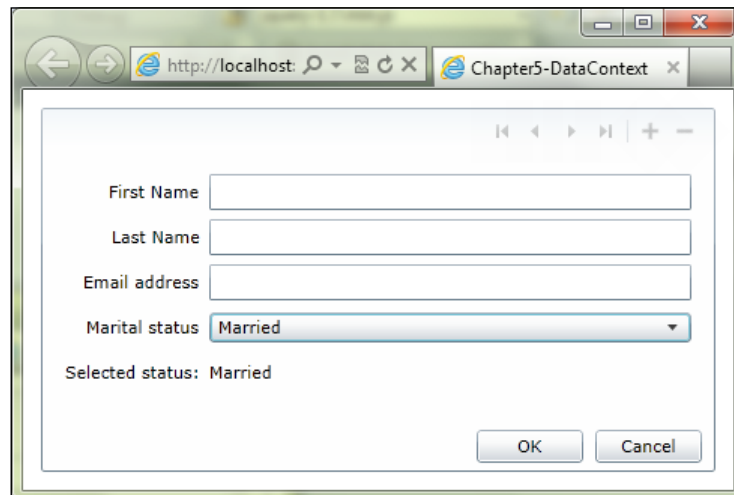 http://localhost:
Chapter5-DataContext
First Name
Last Name
Email address
Marital status Married
Selected status: Married
OK Cancel